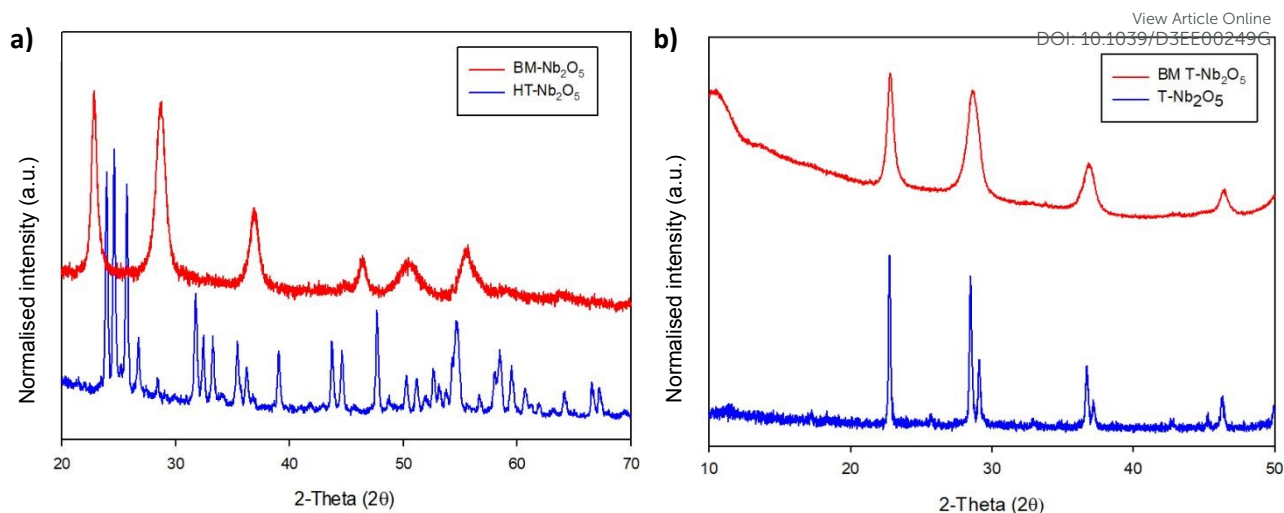 View Article Online
DOI: 10.1039/D3EE00249G
a)
BM-Nb₂O₅
HT-Nb₂O₅
Normalised intensity (a.u.)
20 30 40 50 60 70
2-Theta (2θ)
b)
BM T-Nb₂O₅
T-Nb₂O₅
Normalised intensity (a.u.)
10 20 30 40 50
2-Theta (2θ)